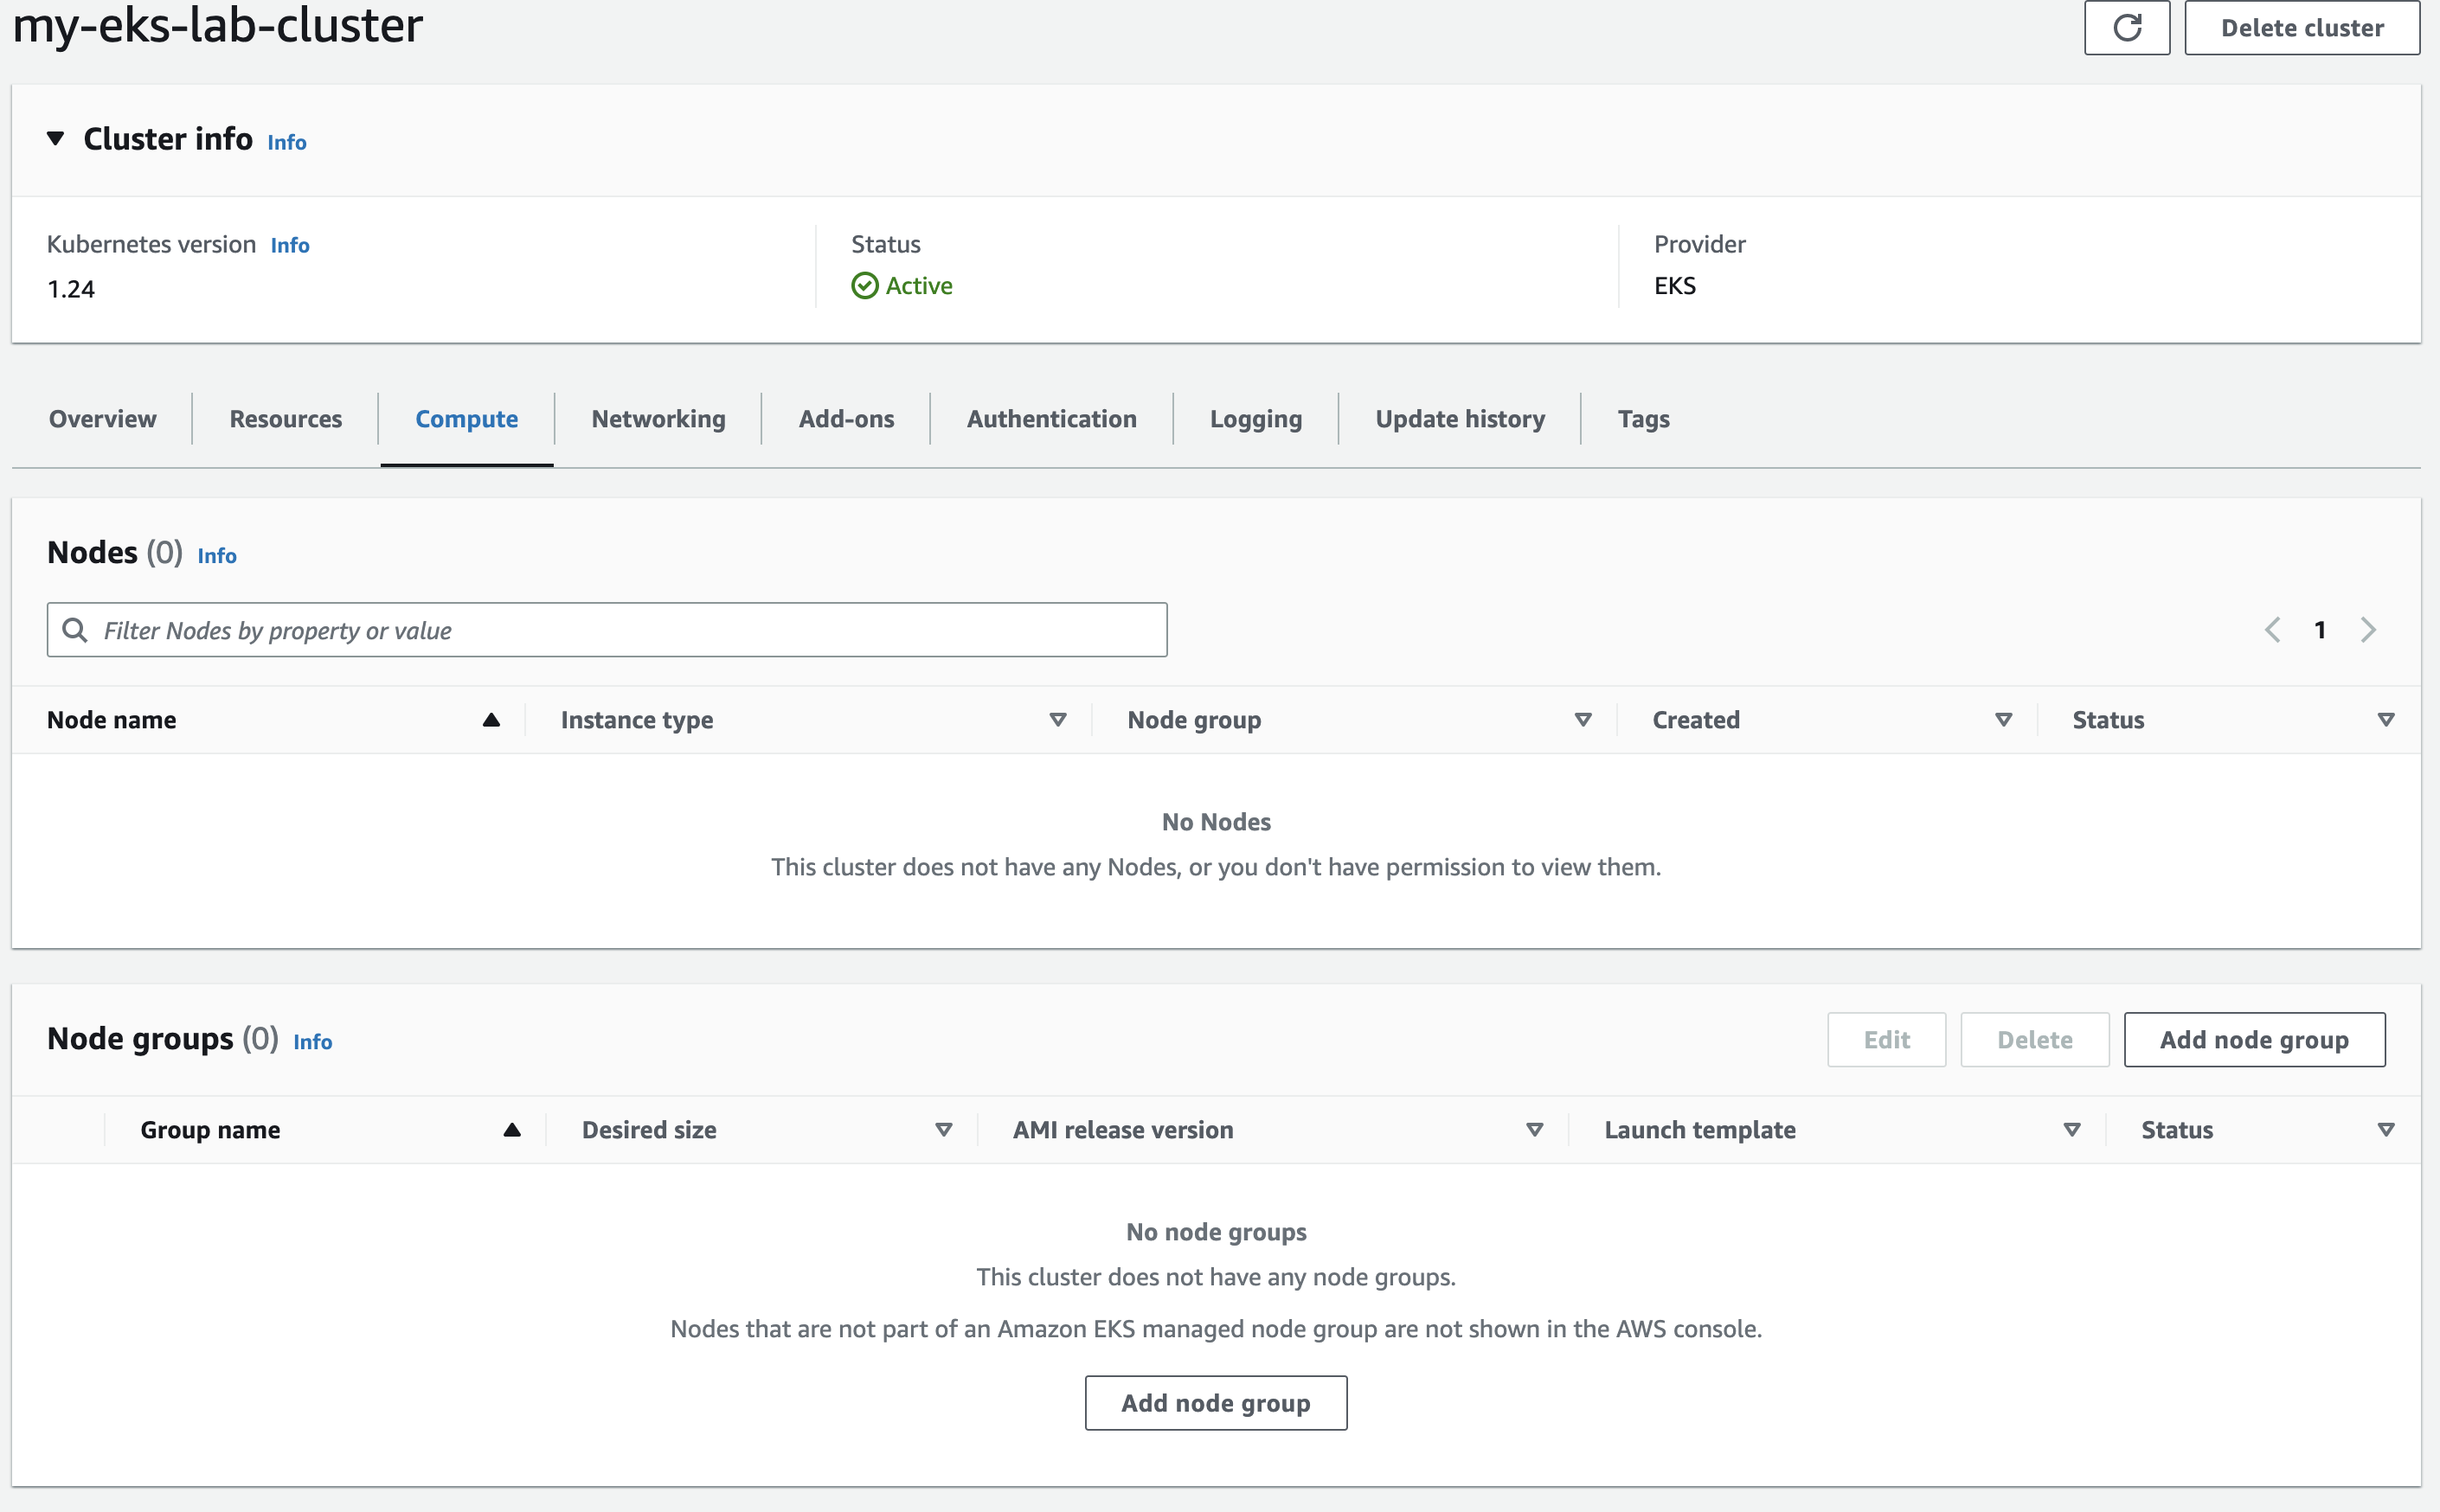 my-eks-lab-cluster
Delete cluster
Cluster info Info
Kubernetes version Info
1.24
Status
Active
Provider
EKS
Overview Resources Compute Networking Add-ons Authentication Logging Update history Tags
Nodes (0) Info
Filter Nodes by property or value
1
Node name Instance type Node group Created Status
No Nodes
This cluster does not have any Nodes, or you don't have permission to view them.
Node groups (0) Info
Edit Delete Add node group
Group name Desired size AMI release version Launch template Status
No node groups
This cluster does not have any node groups.
Nodes that are not part of an Amazon EKS managed node group are not shown in the AWS console.
Add node group